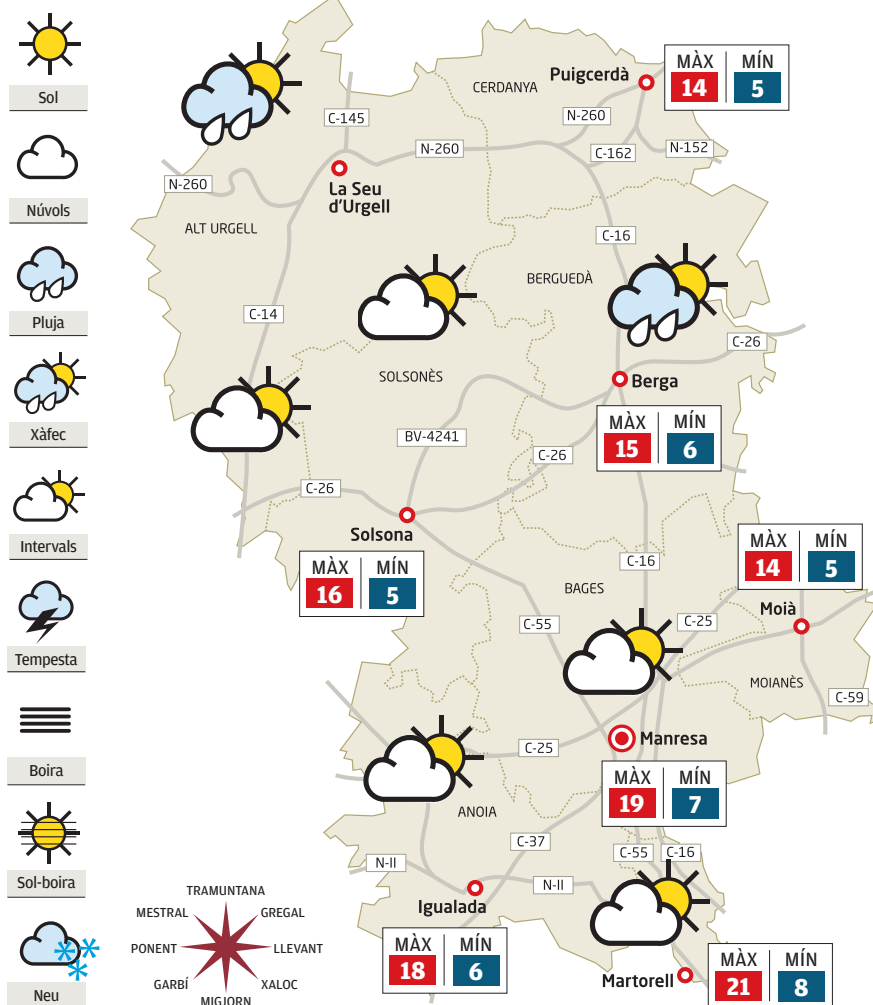 Sol
Núvols
Pluja
Xàfec
Intervals
Tempesta
Boira
Sol-boira
Neu
TRAMUNTANA
MESTRAL
GREGAL
PONENT
LLEVANT
GARBÍ
XALOC
MIGJORN
CERDANYA
Puigcerdà
MÀX MÍN
14 5
C-145
N-260
N-260
C-162
N-152
N-260
La Seu
d'Urgell
ALT URGELL
C-16
BERGUEDÀ
C-14
C-26
SOLSONÈS
Berga
MÀX MÍN
15 6
BV-4241
C-26
C-26
Solsona
MÀX MÍN
16 5
MÀX MÍN
14 5
C-16
BAGES
Moià
C-55
C-25
MOIANÈS
C-59
Manresa
C-25
MÀX MÍN
19 7
ANOIA
C-37
C-55
C-16
N-II
N-II
Igualada
MÀX MÍN
18 6
Martorell
MÀX MÍN
21 8